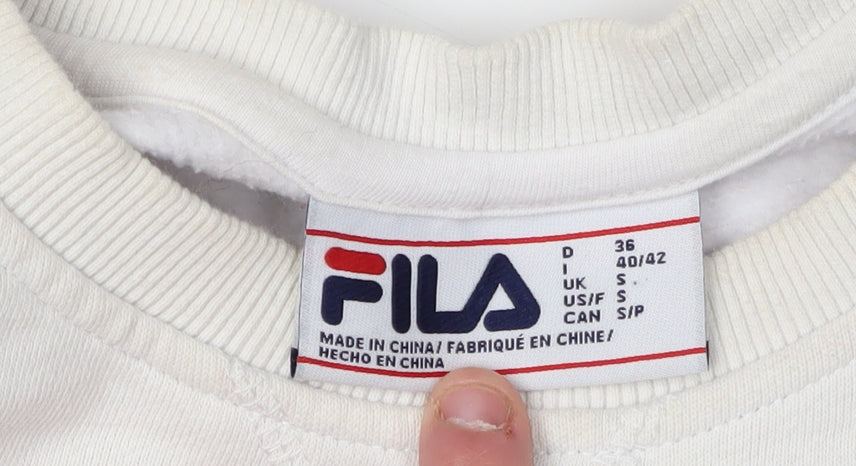 FILA
D 36
I 40/42
UK S
US/F S
CAN S/P
MADE IN CHINA/ FABRIQUÉ EN CHINE/
HECHO EN CHINA